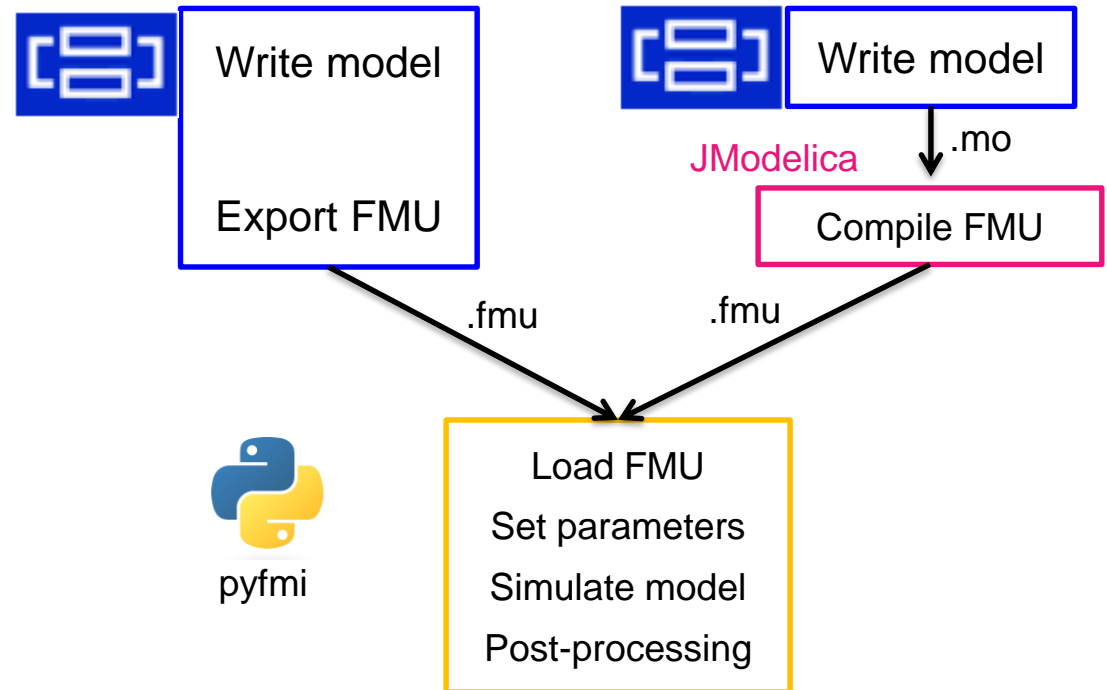 Write model
Export FMU
Write model
.mo
JModelica
Compile FMU
.fmu
.fmu
Load FMU
Set parameters
Simulate model
Post-processing
pyfmi